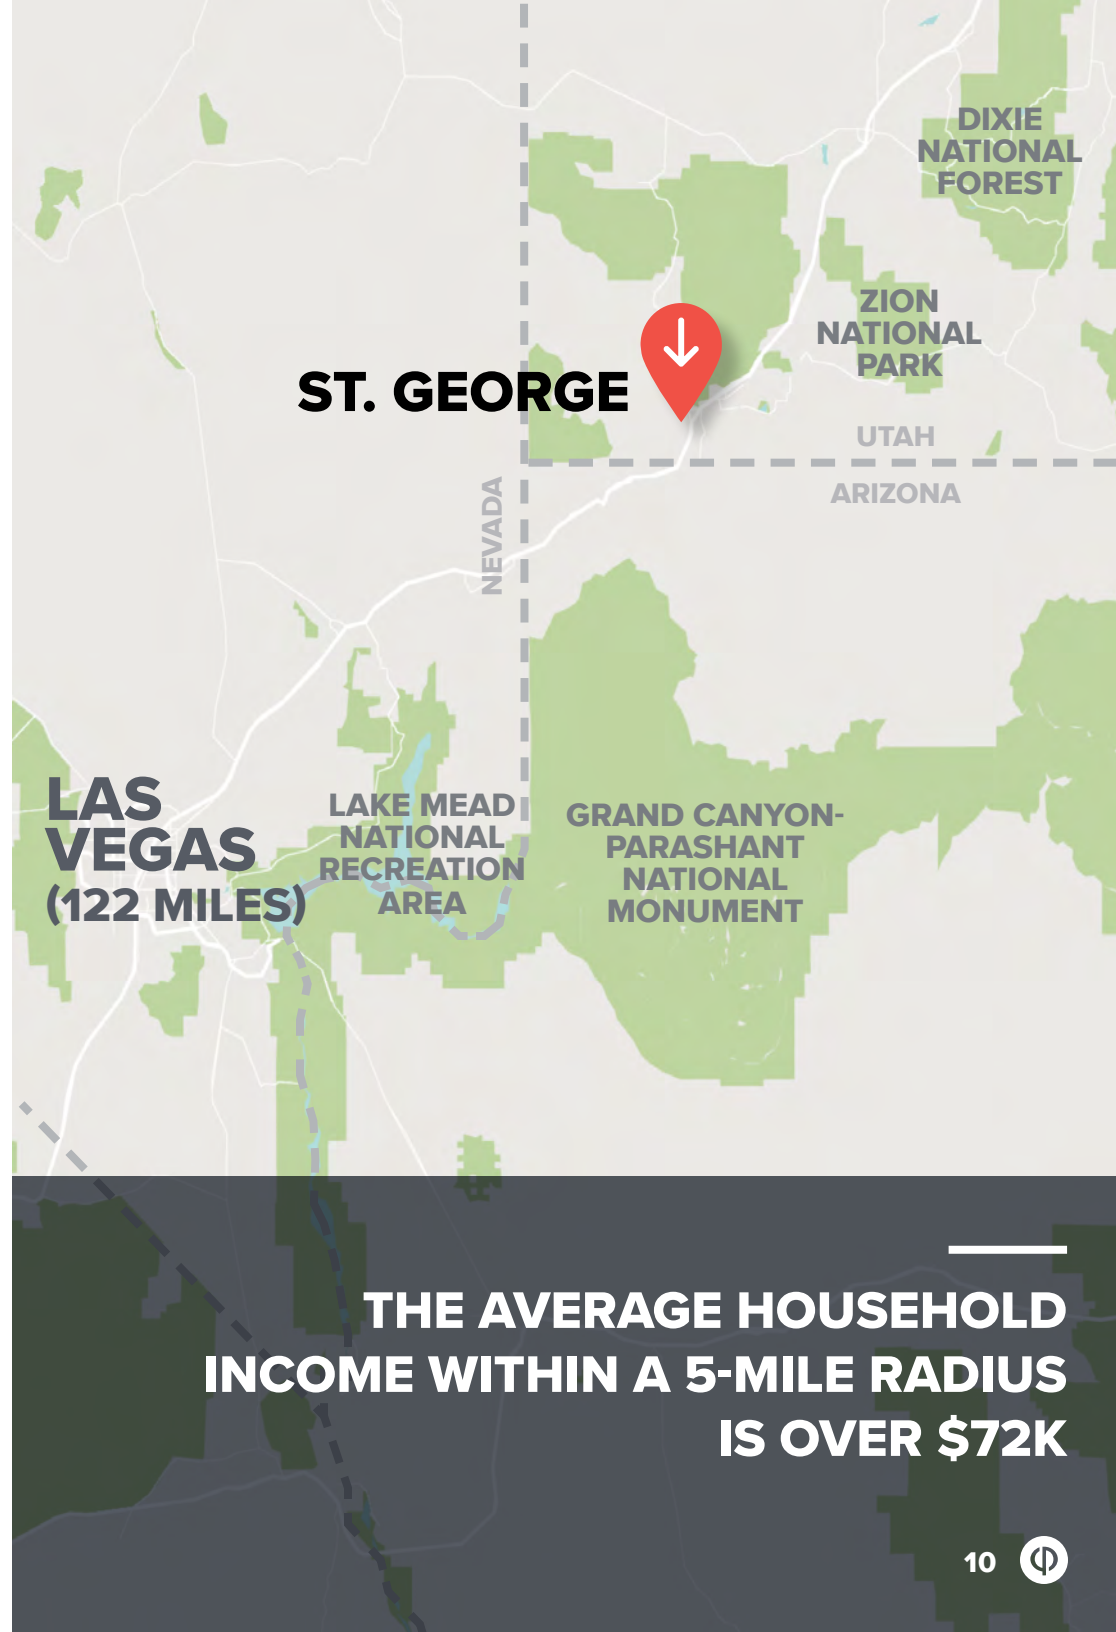 DIXIE
NATIONAL
FOREST
ZION
NATIONAL
PARK
ST. GEORGE
UTAH
ARIZONA
NEVADA
LAS
VEGAS
(122 MILES)
LAKE MEAD
NATIONAL
RECREATION
AREA
GRAND CANYON-
PARASHANT
NATIONAL
MONUMENT
THE AVERAGE HOUSEHOLD
INCOME WITHIN A 5-MILE RADIUS
IS OVER $72K
10